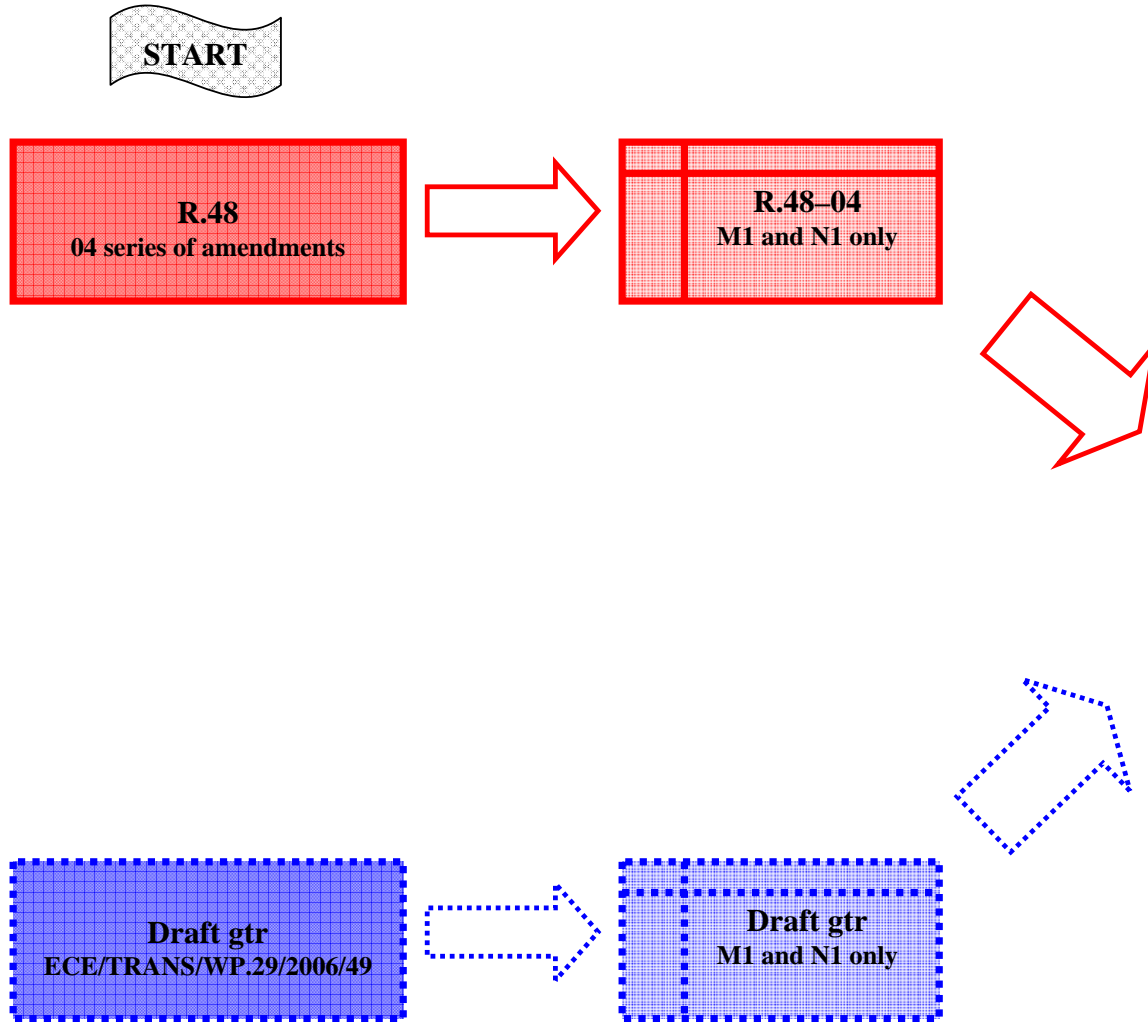 START
R.48
04 series of amendments
R.48–04
M1 and N1 only
Draft gtr
ECE/TRANS/WP.29/2006/49
Draft gtr
M1 and N1 only